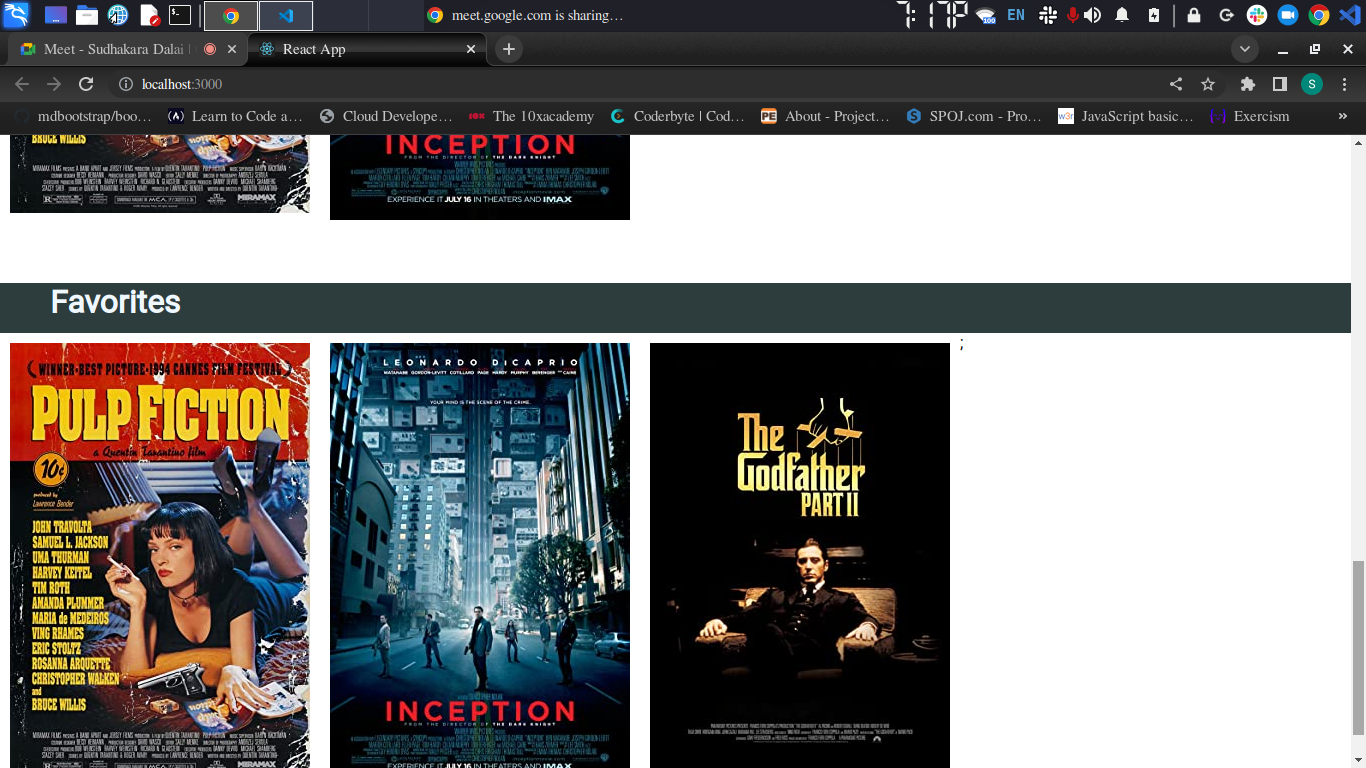 meet.google.com is sharing…
7:17P
100
EN
Meet - Sudhakara Dalai
React App
localhost:3000
S
mdbootstrap/boo…
Learn to Code a…
Cloud Develope…
10X
The 10xacademy
Coderbyte | Cod…
PE
About - Project…
SPOJ.com - Pro…
w3r
JavaScript basic…
Exercism
»
BRUCE WILLIS
MIRAMAX
R
INCEPTION
FROM THE DIRECTOR OF THE DARK KNIGHT
EXPERIENCE IT JULY 16 IN THEATERS AND IMAX
Favorites
;
WINNER-BEST PICTURE-1994 CANNES FILM FESTIVAL
PULP FICTION
a Quentin Tarantino film
10¢
produced by
Lawrence Bender
JOHN TRAVOLTA
SAMUEL L. JACKSON
UMA THURMAN
HARVEY KEITEL
TIM ROTH
AMANDA PLUMMER
MARIA de MEDEIROS
VING RHAMES
ERIC STOLTZ
ROSANNA ARQUETTE
CHRISTOPHER WALKEN
and
BRUCE WILLIS
MIRAMAX
LEONARDO DICAPRIO
WATANABE GORDON-LEVITT COTILLARD PAGE HARDY MURPHY BERENGER AND CAINE
YOUR MIND IS THE SCENE OF THE CRIME.
INCEPTION
FROM THE DIRECTOR OF THE DARK KNIGHT
EXPERIENCE IT JULY 16 IN THEATERS AND IMAX
The
Godfather
PART II